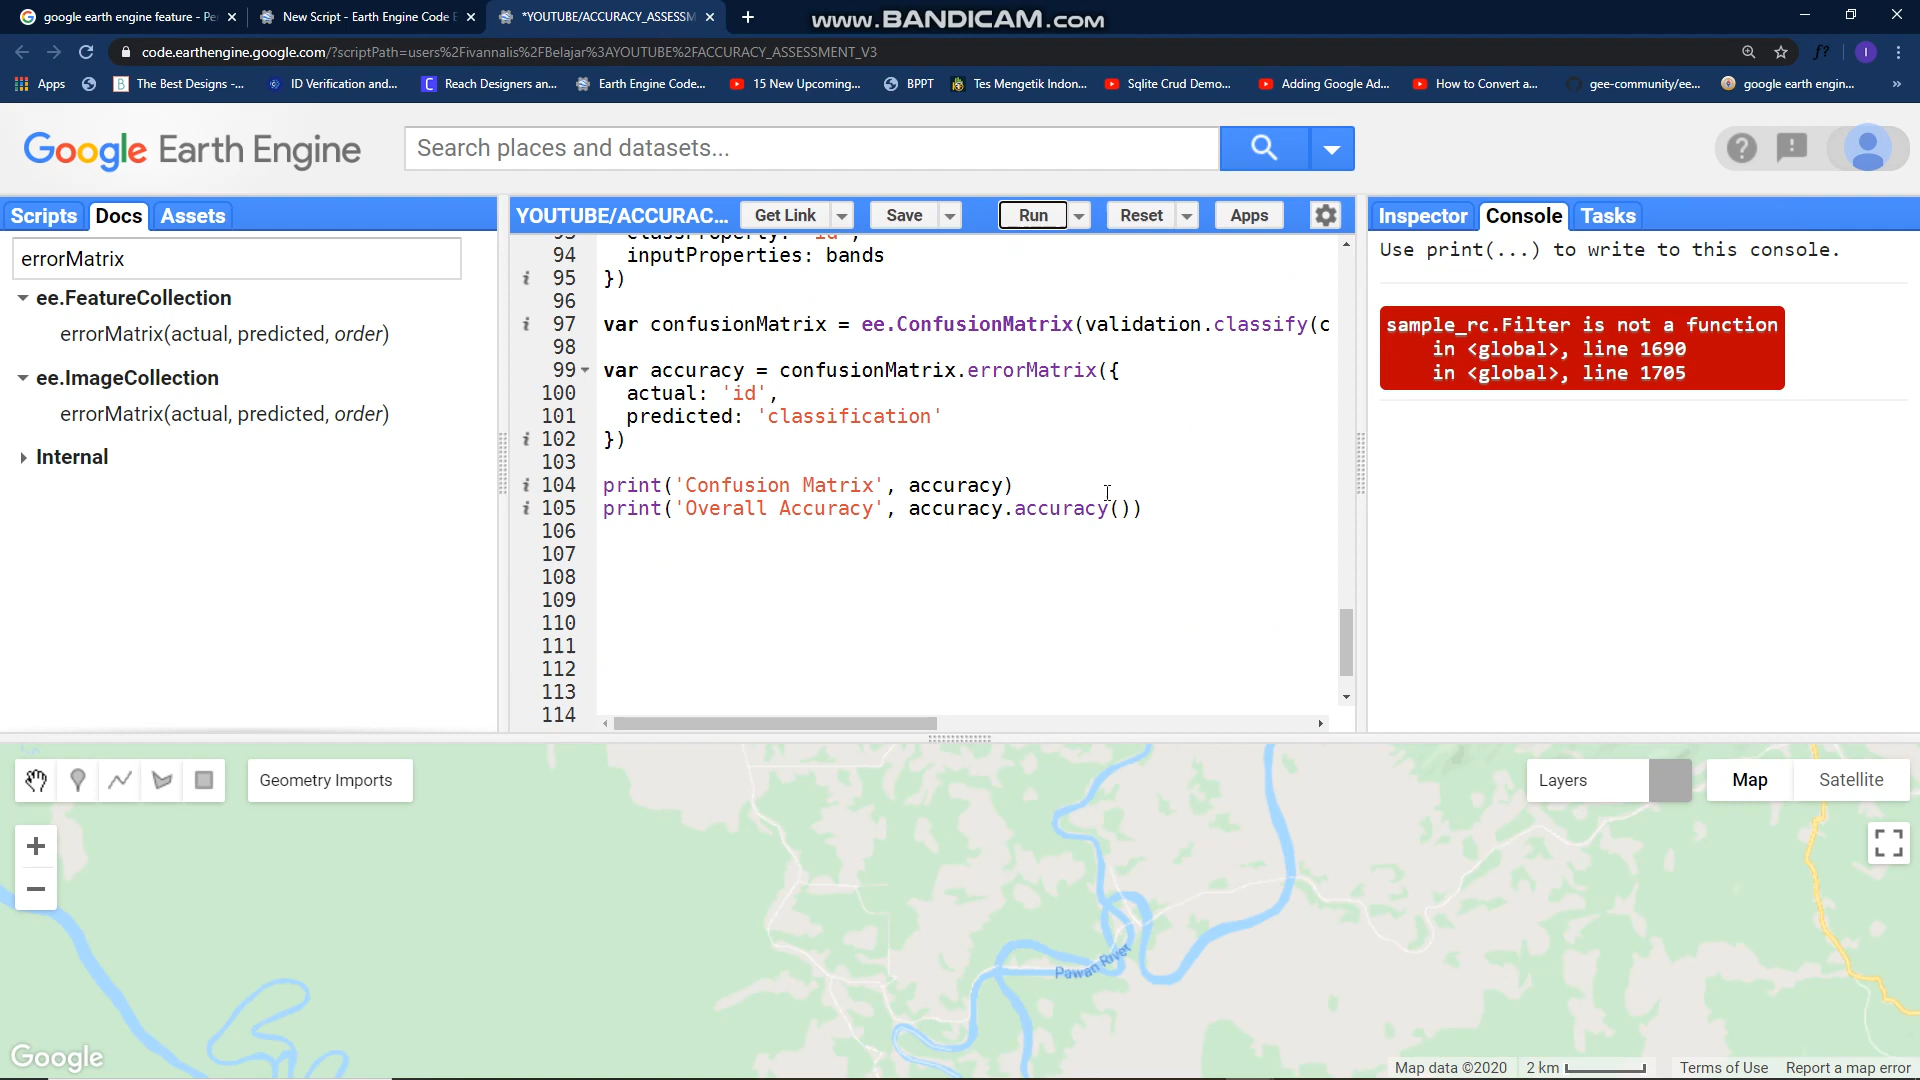 google earth engine feature - Pe
New Script - Earth Engine Code E
*YOUTUBE/ACCURACY_ASSESSM
www.BANDICAM.com
code.earthengine.google.com/?scriptPath=users%2Fivannalis%2FBelajar%3AYOUTUBE%2FACCURACY_ASSESSMENT_V3
f?
I
Apps
The Best Designs -...
ID Verification and...
Reach Designers an...
Earth Engine Code...
15 New Upcoming...
BPPT
Tes Mengetik Indon...
Sqlite Crud Demo...
Adding Google Ad...
How to Convert a...
gee-community/ee...
google earth engin...
»
Google Earth Engine
Search places and datasets...
Scripts Docs Assets
YOUTUBE/ACCURAC...
Get Link
Save
Run
Reset
Apps
Inspector Console Tasks
errorMatrix
ee.FeatureCollection
errorMatrix(actual, predicted, order)
ee.ImageCollection
errorMatrix(actual, predicted, order)
Internal
93 classProperty: 'id',
94 inputProperties: bands
95 })
96
97 var confusionMatrix = ee.ConfusionMatrix(validation.classify(c
98
99 var accuracy = confusionMatrix.errorMatrix({
100 actual: 'id',
101 predicted: 'classification'
102 })
103
104 print('Confusion Matrix', accuracy)
105 print('Overall Accuracy', accuracy.accuracy())
106
107
108
109
110
111
112
113
114
Use print(...) to write to this console.
sample_rc.Filter is not a function
in <global>, line 1690
in <global>, line 1705
Geometry Imports
Layers
Map
Satellite
Pawan River
Google
Map data ©2020
2 km
Terms of Use
Report a map error